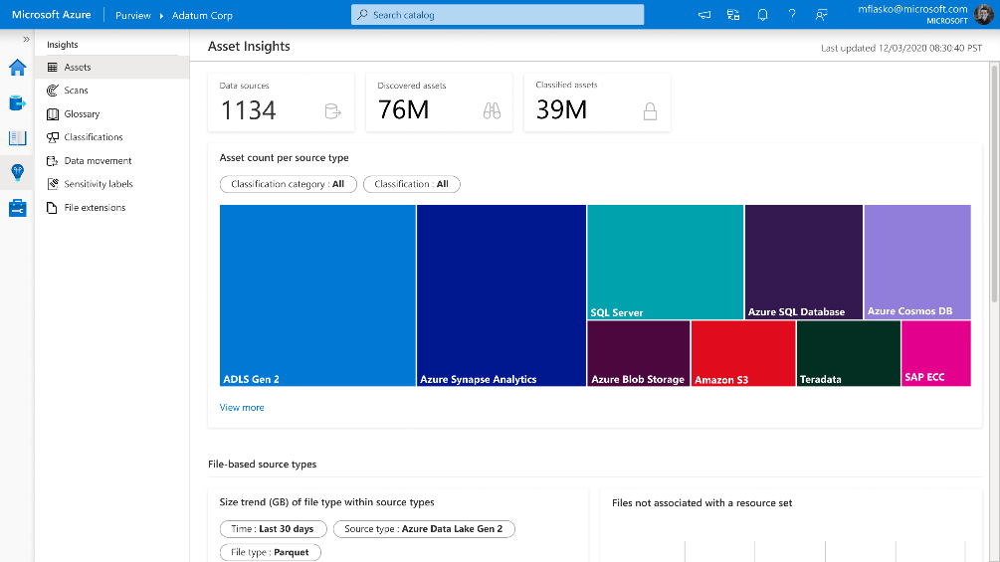 Microsoft Azure
Purview
Adatum Corp
Search catalog
?
mflasko@microsoft.com
MICROSOFT
Insights
Assets
Scans
Glossary
Classifications
Data movement
Sensitivity labels
File extensions
Asset Insights
Last updated 12/03/2020 08:30:40 PST
Data sources
1134
Discovered assets
76M
Classified assets
39M
Asset count per source type
Classification category : All
Classification : All
ADLS Gen 2
Azure Synapse Analytics
SQL Server
Azure SQL Database
Azure Cosmos DB
Azure Blob Storage
Amazon S3
Teradata
SAP ECC
View more
File-based source types
Size trend (GB) of file type within source types
Time : Last 30 days
Source type : Azure Data Lake Gen 2
File type : Parquet
Files not associated with a resource set